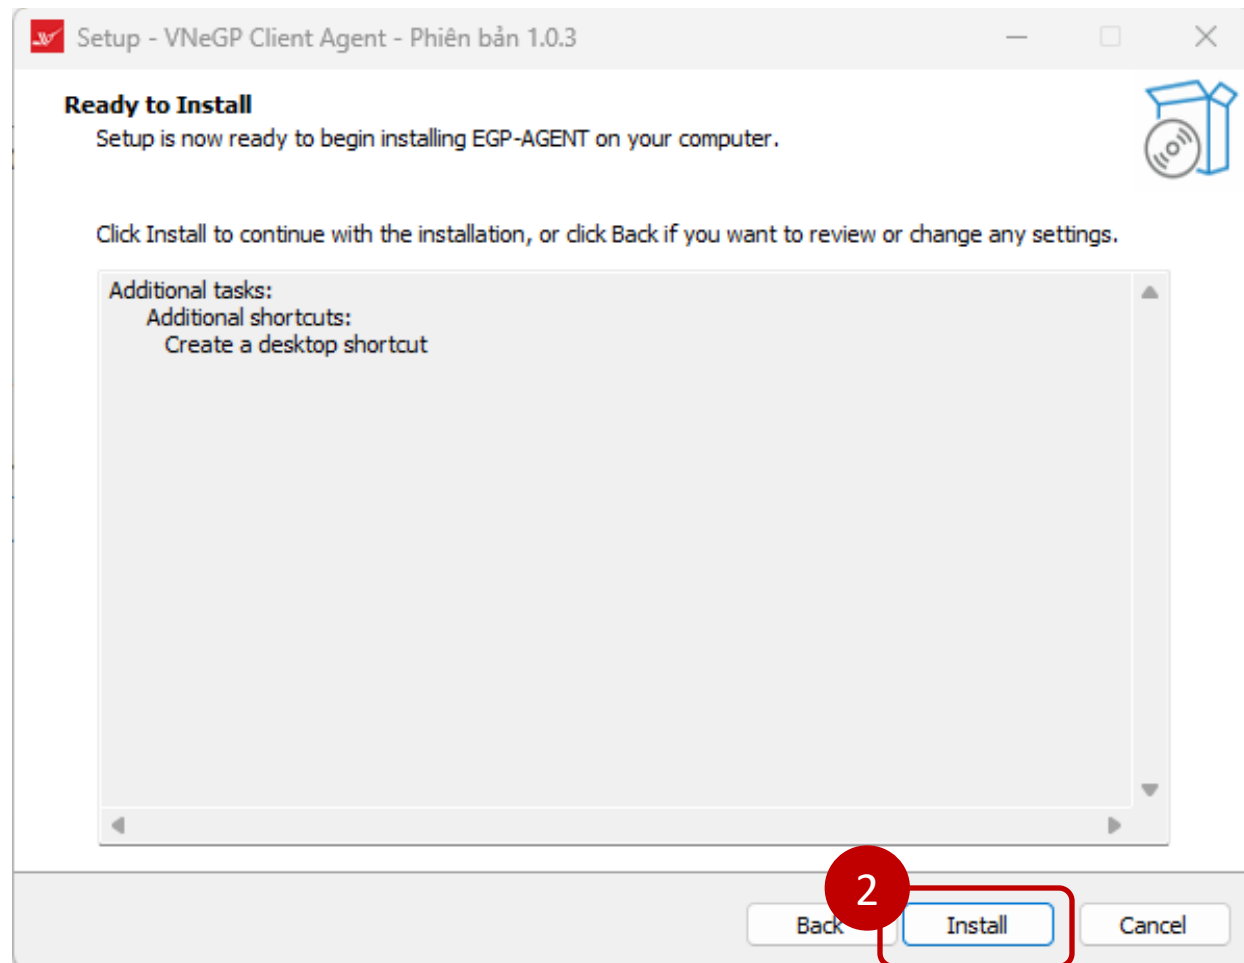 Setup - VNeGP Client Agent - Phiên bản 1.0.3
Ready to Install
Setup is now ready to begin installing EGP-AGENT on your computer.
Click Install to continue with the installation, or click Back if you want to review or change any settings.
Additional tasks:
Additional shortcuts:
Create a desktop shortcut
2
Back Install Cancel